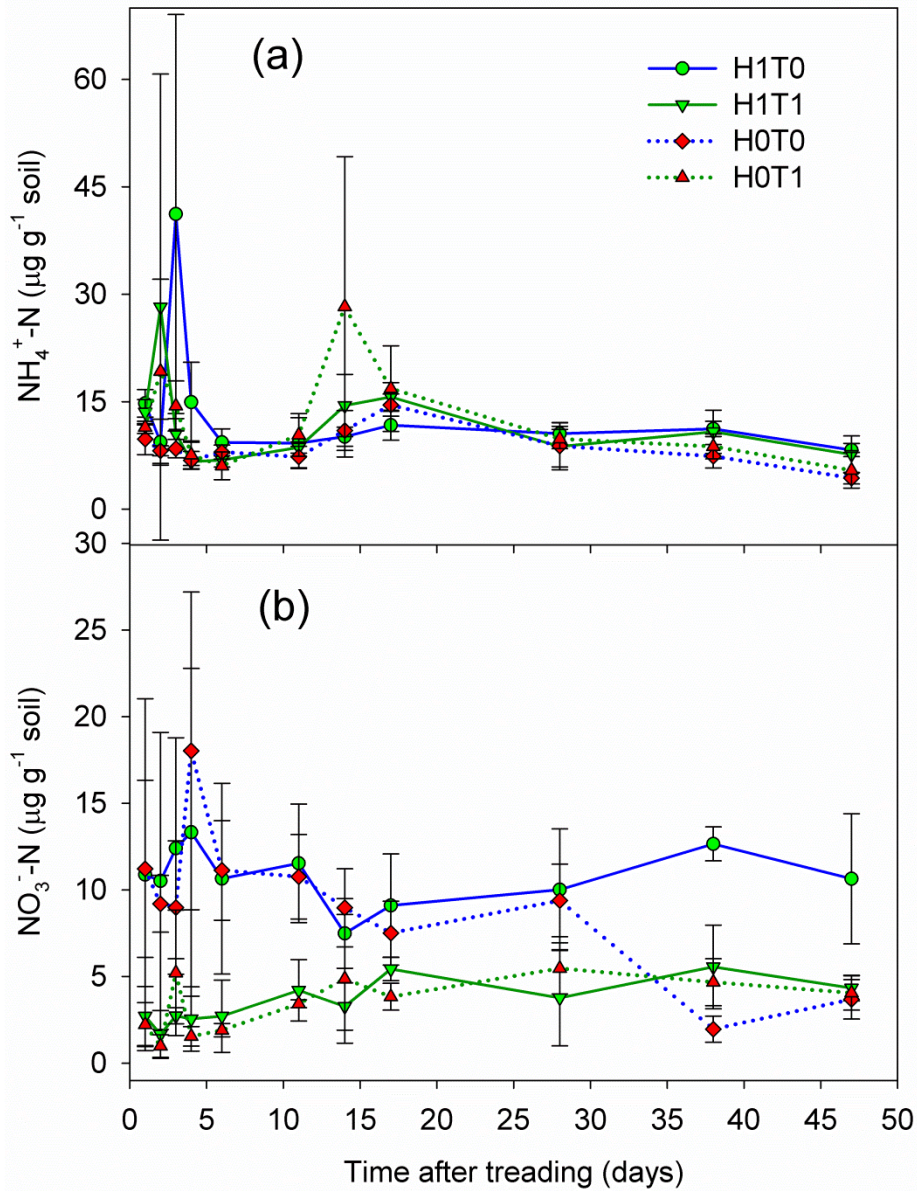 (a)
H1T0
H1T1
H0T0
H0T1
60
45
30
15
0
NH₄⁺-N (μg g⁻¹ soil)
30
25
20
15
10
5
0
(b)
NO₃⁻-N (μg g⁻¹ soil)
0 5 10 15 20 25 30 35 40 45 50
Time after treading (days)